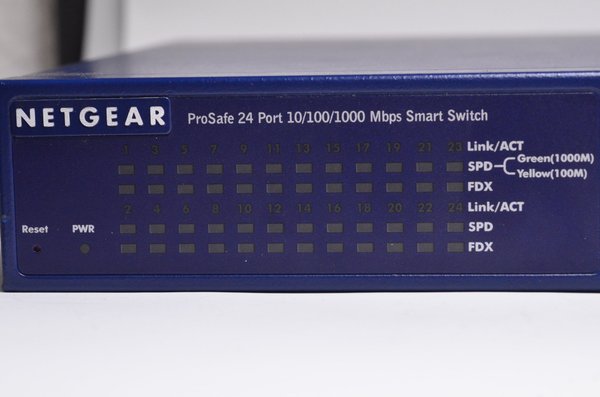 NETGEAR ProSafe 24 Port 10/100/1000 Mbps Smart Switch
1 3 5 7 9 11 13 15 17 19 21 23 Link/ACT
SPD Green(1000M)
Yellow(100M)
FDX
2 4 6 8 10 12 14 16 18 20 22 24 Link/ACT
Reset PWR SPD
FDX